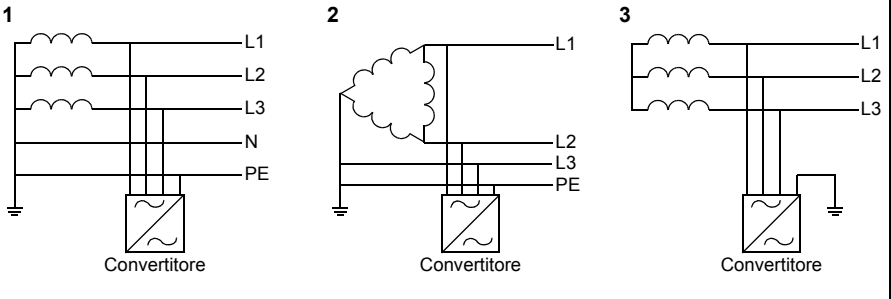 1
L1
L2
L3
N
PE
Convertitore
2
L1
L2
L3
PE
Convertitore
3
L1
L2
L3
Convertitore